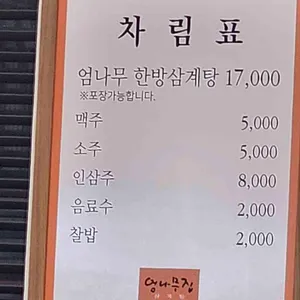 차림표
엄나무 한방삼계탕 17,000
※포장가능합니다.
맥주 5,000
소주 5,000
인삼주 8,000
음료수 2,000
찰밥 2,000
엄나무집